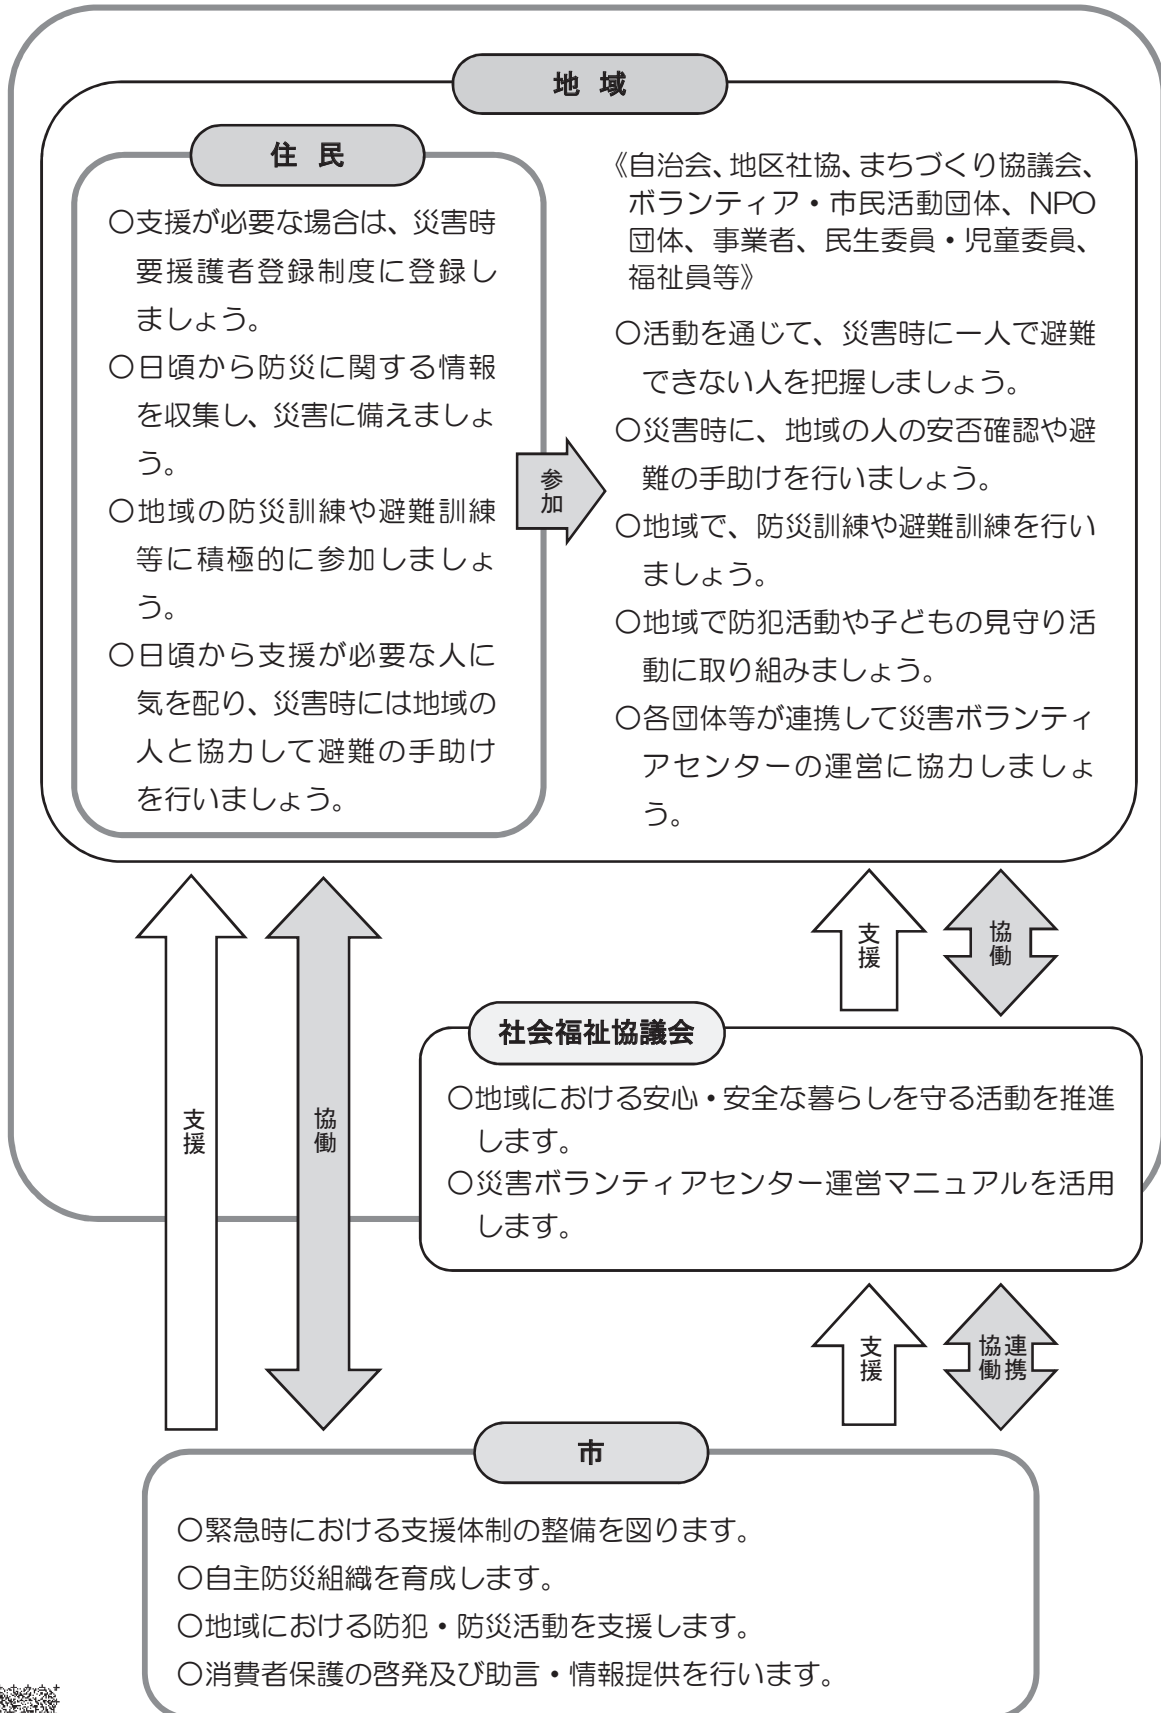 地 域
住 民
〇支援が必要な場合は、災害時
要援護者登録制度に登録し
ましょう。
〇日頃から防災に関する情報
を収集し、災害に備えましょ
う。
〇地域の防災訓練や避難訓練
等に積極的に参加しましょ
う。
〇日頃から支援が必要な人に
気を配り、災害時には地域の
人と協力して避難の手助け
を行いましょう。
参加
《自治会、地区社協、まちづくり協議会、
ボランティア・市民活動団体、NPO
団体、事業者、民生委員・児童委員、
福祉員等》
〇活動を通じて、災害時に一人で避難
できない人を把握しましょう。
〇災害時に、地域の人の安否確認や避
難の手助けを行いましょう。
〇地域で、防災訓練や避難訓練を行い
ましょう。
〇地域で防犯活動や子どもの見守り活
動に取り組みましょう。
〇各団体等が連携して災害ボランティ
アセンターの運営に協力しましょ
う。
支援
協働
支援
協働
社会福祉協議会
〇地域における安心・安全な暮らしを守る活動を推進
します。
〇災害ボランティアセンター運営マニュアルを活用
します。
支援
連携
協働
市
〇緊急時における支援体制の整備を図ります。
〇自主防災組織を育成します。
〇地域における防犯・防災活動を支援します。
〇消費者保護の啓発及び助言・情報提供を行います。